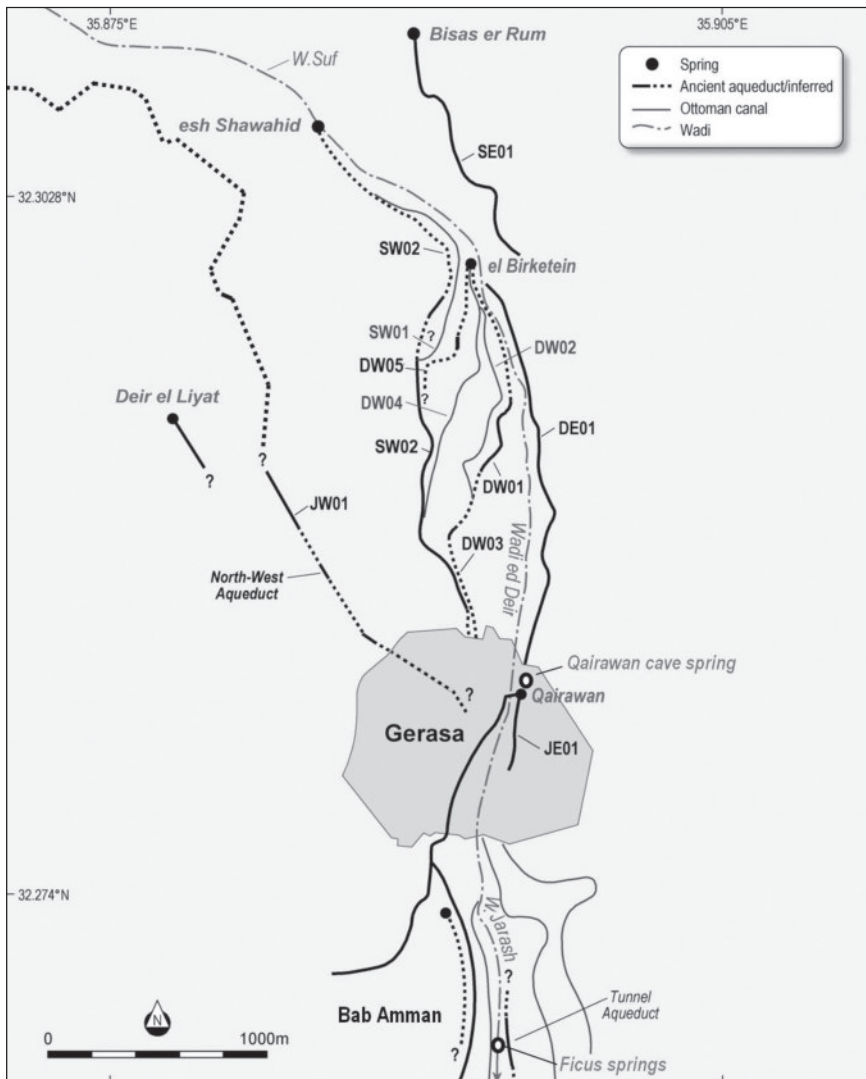 35.875°E
35.905°E
Bisas er Rum
W.Suf
Spring
Ancient aqueduct/inferred
Ottoman canal
Wadi
esh Shawahid
SE01
32.3028°N
SW02
el Birketein
SW01
?
DW02
DW05
?
Deir el Liyat
DW04
DE01
SW02
?
?
DW01
JW01
DW03
Wadi ed Deir
North-West
Aqueduct
Qairawan cave spring
?
Qairawan
Gerasa
JE01
32.274°N
W.Jarash
?
Bab Amman
Tunnel
Aqueduct
N
0
1000m
?
Ficus springs